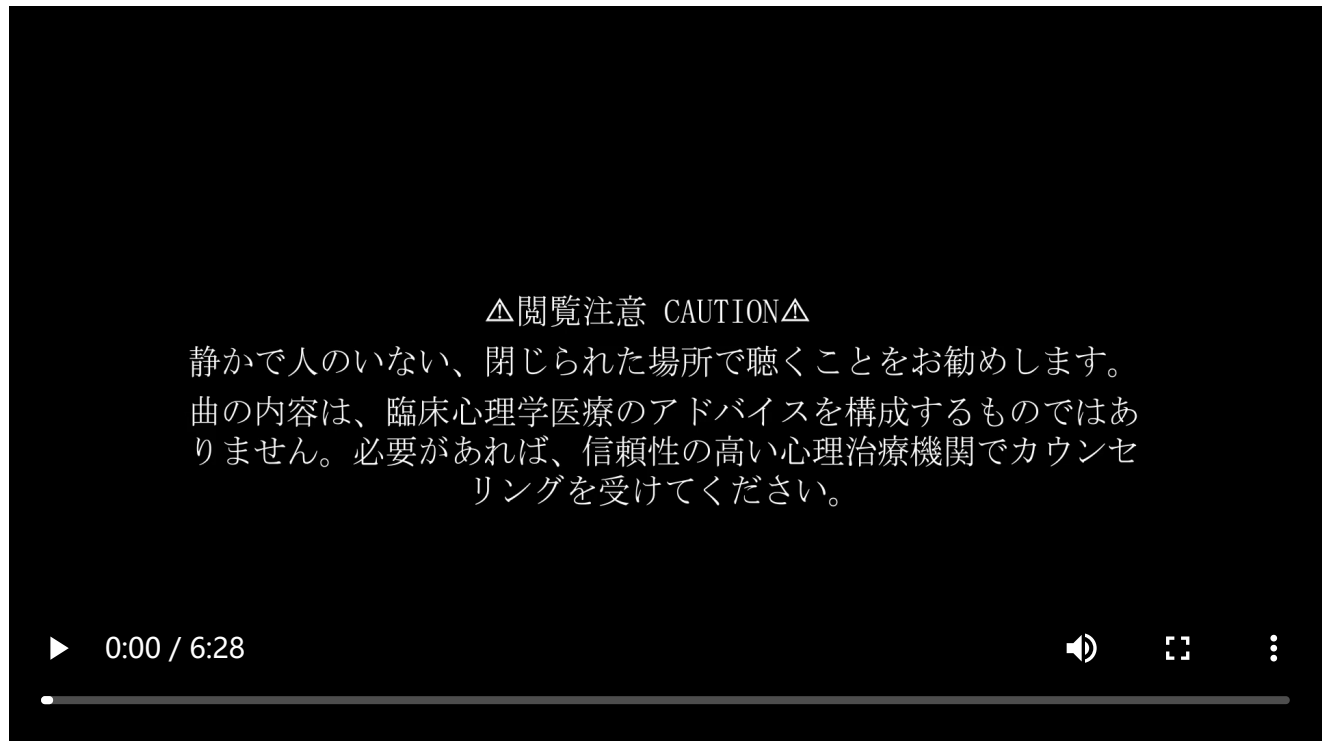 ⚠閲覧注意 CAUTION⚠
静かで人のいない、閉じられた場所で聴くことをお勧めします。
曲の内容は、臨床心理学医療のアドバイスを構成するものではあ
りません。必要があれば、信頼性の高い心理治療機関でカウンセ
リングを受けてください。
0:00 / 6:28